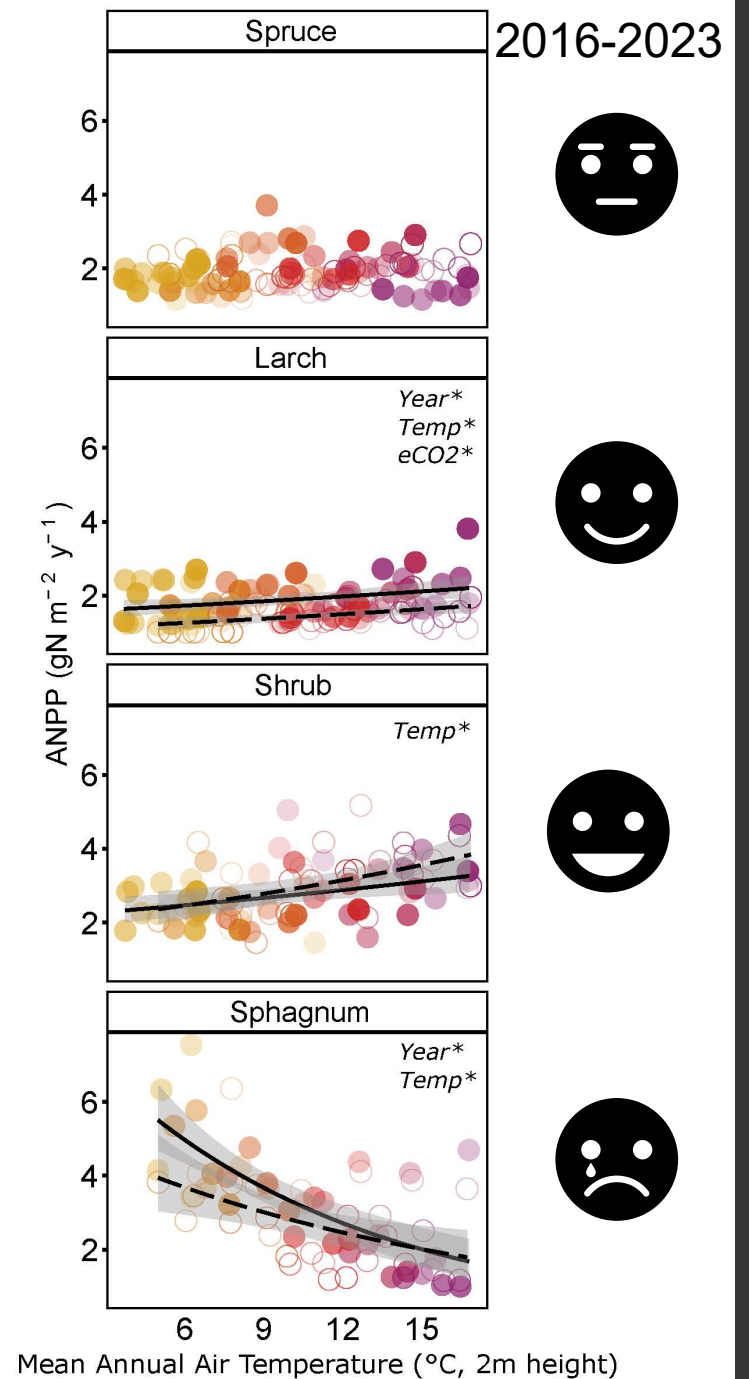 Spruce
2016-2023
6
4
2
Larch
Year*
Temp*
eCO2*
6
4
2
Shrub
Temp*
6
4
2
Sphagnum
Year*
Temp*
6
4
2
ANPP (gN m⁻² y⁻¹)
6 9 12 15
Mean Annual Air Temperature (°C, 2m height)